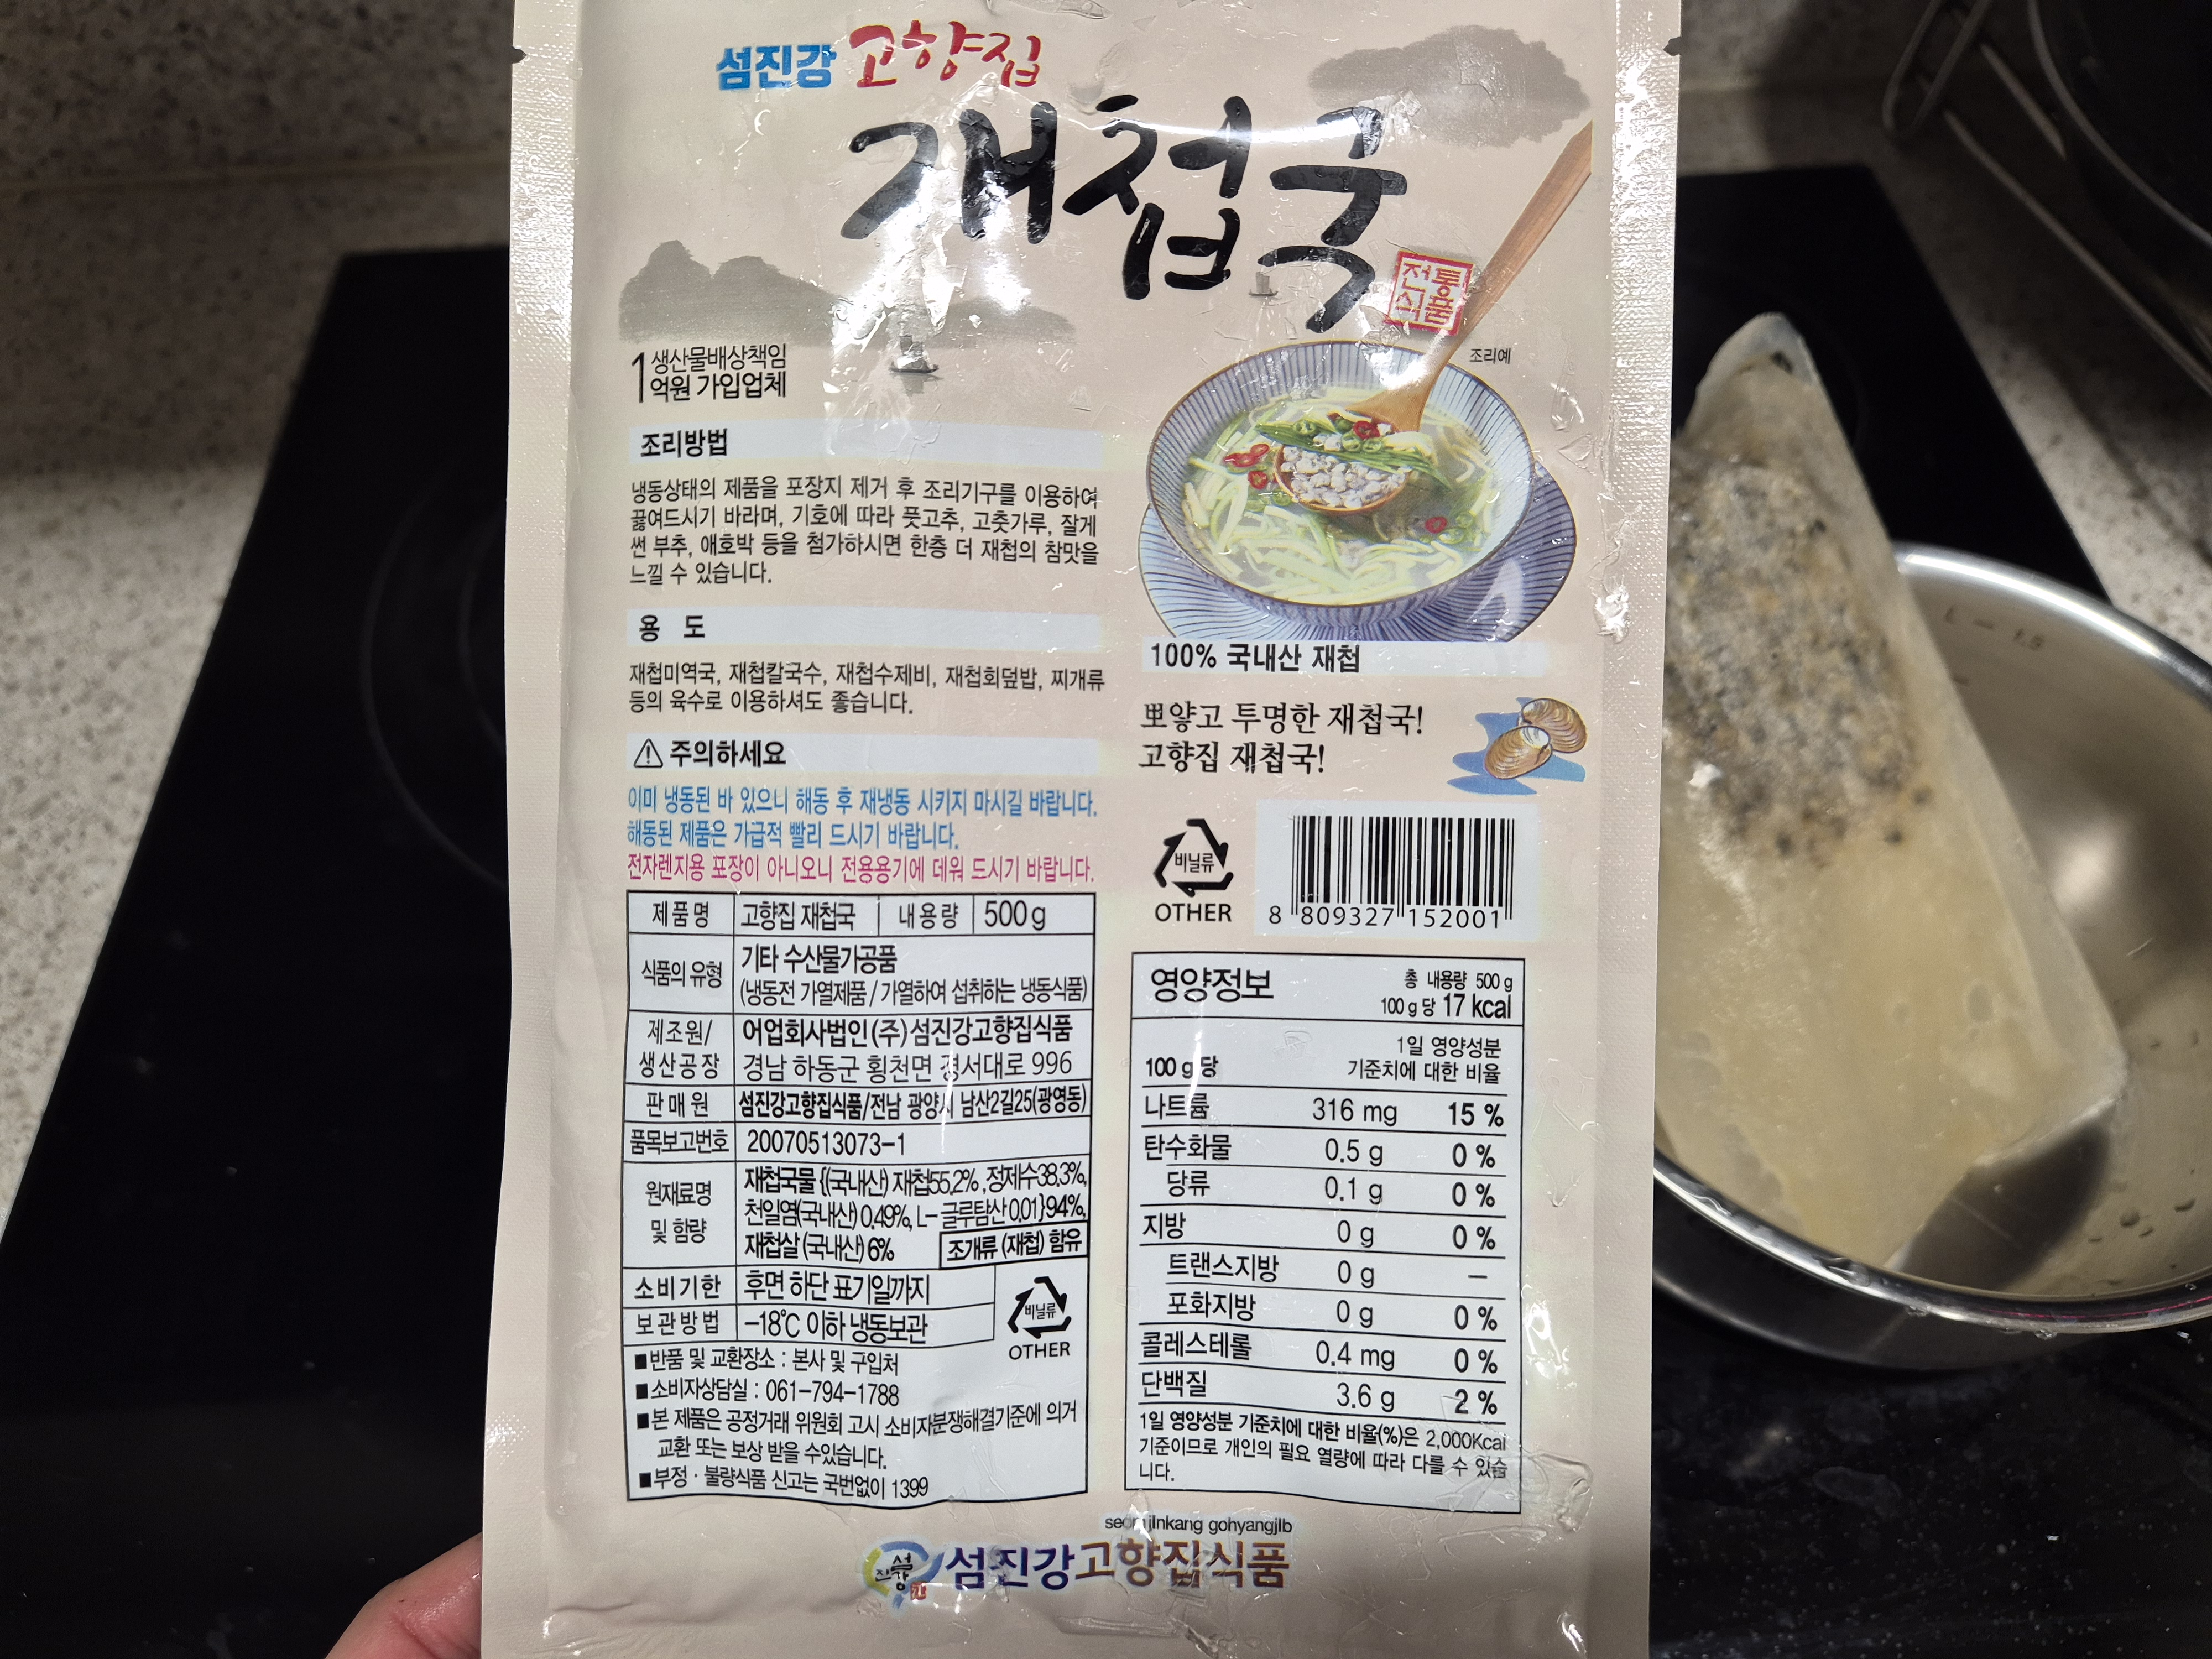 섬진강 고향집
재첩국
전통
식품
조리예
1 생산물배상책임
억원 가입업체
조리방법
냉동상태의 제품을 포장지 제거 후 조리기구를 이용하여
끓여드시기 바라며, 기호에 따라 풋고추, 고춧가루, 잘게
썬 부추, 애호박 등을 첨가하시면 한층 더 재첩의 참맛을
느낄 수 있습니다.
용 도
재첩미역국, 재첩칼국수, 재첩수제비, 재첩회덮밥, 찌개류
등의 육수로 이용하셔도 좋습니다.
주의하세요
이미 냉동된 바 있으니 해동 후 재냉동 시키지 마시길 바랍니다.
해동된 제품은 가급적 빨리 드시기 바랍니다.
전자렌지용 포장이 아니오니 전용용기에 데워 드시기 바랍니다.
제품명 고향집 재첩국 내용량 500g
식품의 유형 기타 수산물가공품
(냉동전 가열제품 / 가열하여 섭취하는 냉동식품)
제조원/ 어업회사법인(주)섬진강고향집식품
생산공장 경남 하동군 횡천면 경서대로 996
판매원 섬진강고향집식품/전남 광양시 남산2길25(광영동)
품목보고번호 20070513073-1
원재료명 및 함량 재첩국물 {(국내산) 재첩55.2%, 정제수38.3%,
천일염(국내산) 0.49%, L-글루탐산 0.01}94%,
재첩살 (국내산) 6% 조개류 (재첩) 함유
소비기한 후면 하단 표기일까지
보관방법 -18℃ 이하 냉동보관
비닐류
OTHER
■반품 및 교환장소 : 본사 및 구입처
■소비자상담실 : 061-794-1788
■본 제품은 공정거래 위원회 고시 소비자분쟁해결기준에 의거
교환 또는 보상 받을 수있습니다.
■부정 · 불량식품 신고는 국번없이 1399
100% 국내산 재첩
뽀얗고 투명한 재첩국!
고향집 재첩국!
비닐류
OTHER
8 809327 152001
영양정보 총 내용량 500 g
100 g 당 17 kcal
100 g 당 1일 영양성분
기준치에 대한 비율
나트륨 316 mg 15 %
탄수화물 0.5 g 0 %
당류 0.1 g 0 %
지방 0 g 0 %
트랜스지방 0 g –
포화지방 0 g 0 %
콜레스테롤 0.4 mg 0 %
단백질 3.6 g 2 %
1일 영양성분 기준치에 대한 비율(%)은 2,000Kcal
기준이므로 개인의 필요 열량에 따라 다를 수 있습
니다.
gohyangjIb
섬진강
섬진강고향집식품
L — 1.5